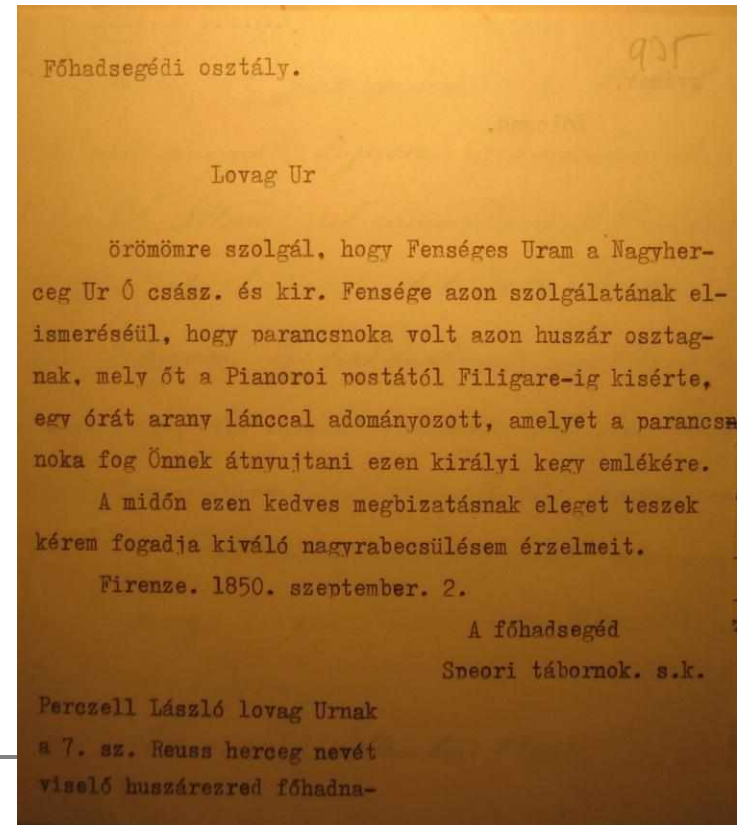 Főhadsegédi osztály.
Lovag Ur
örömömre szolgál, hogy Fenséges Uram a Nagyher-
ceg Ur Ő csász. és kir. Fensége azon szolgálatának el-
ismeréséül, hogy parancsnoka volt azon huszár osztag-
nak, mely őt a Pianoroi postától Filigare-ig kisérte,
egy órát arany lánccal adományozott, amelyet a parancs
noka fog Önnek átnyujtani ezen királyi kegy emlékére.
A midőn ezen kedves megbizatásnak eleget teszek
kérem fogadja kiváló nagyrabecsülésem érzelmeit.
Firenze. 1850. szeptember. 2.
A főhadsegéd
Speori tábornok. s.k.
Perczell László lovag Urnak
a 7. sz. Reuss herceg nevét
viselő huszárezred főhadna-